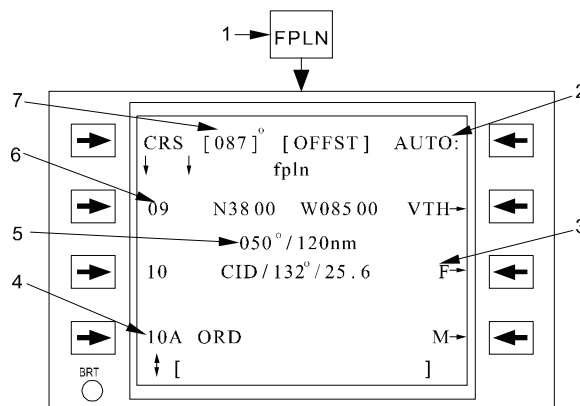 1 FPLN
7 2
CRS [087]° [OFFST] AUTO:
fpln
6 09 N38 00 W085 00 VTH→
5 050°/120nm 3
10 CID/132°/25.6 F→
4 10A ORD M→
[ ]
BRT